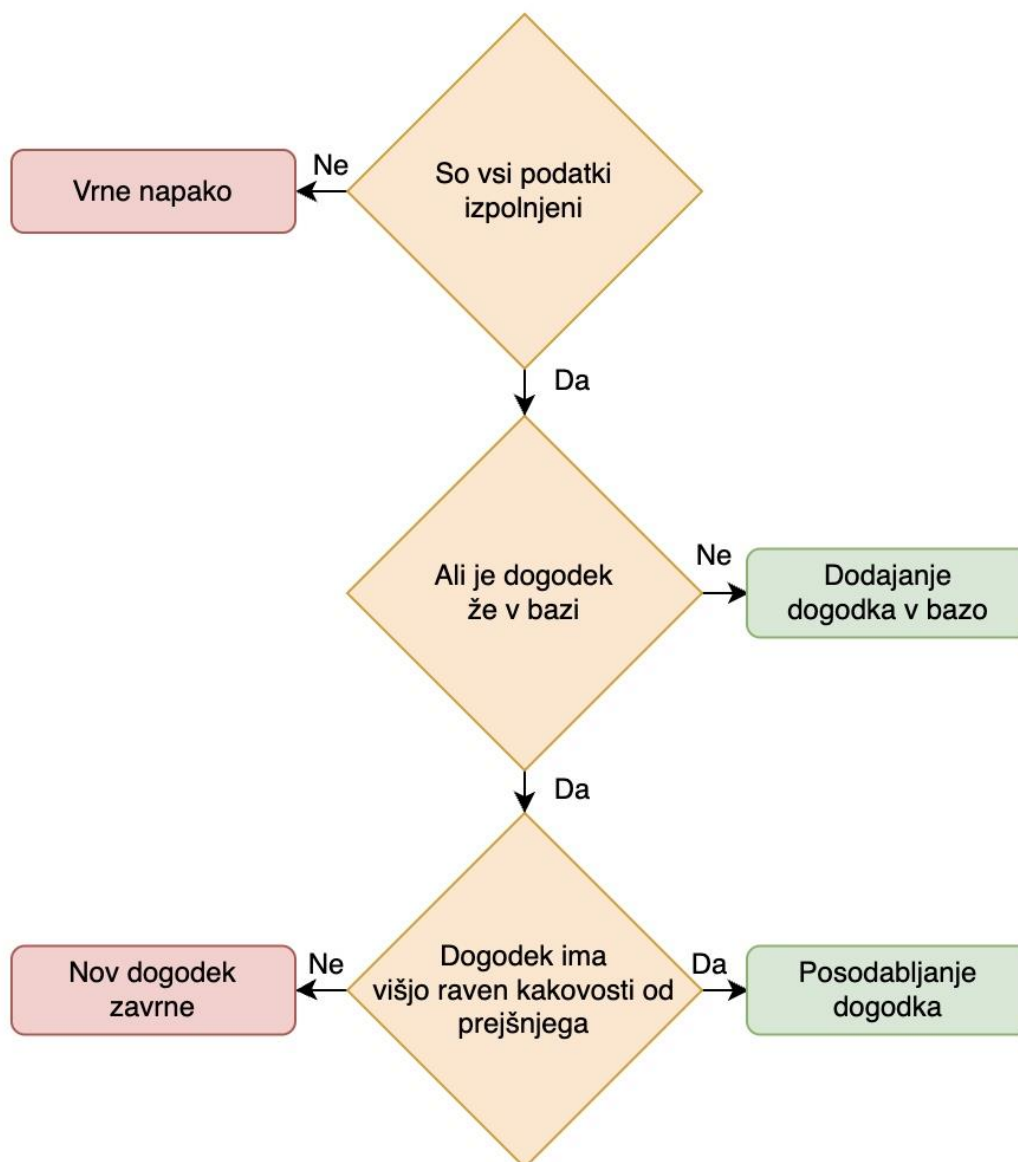 So vsi podatki
izpolnjeni
Ne
Vrne napako
Da
Ali je dogodek
že v bazi
Ne
Dodajanje
dogodka v bazo
Da
Dogodek ima
višjo raven kakovosti od
prejšnjega
Ne
Nov dogodek
zavrne
Da
Posodabljanje
dogodka